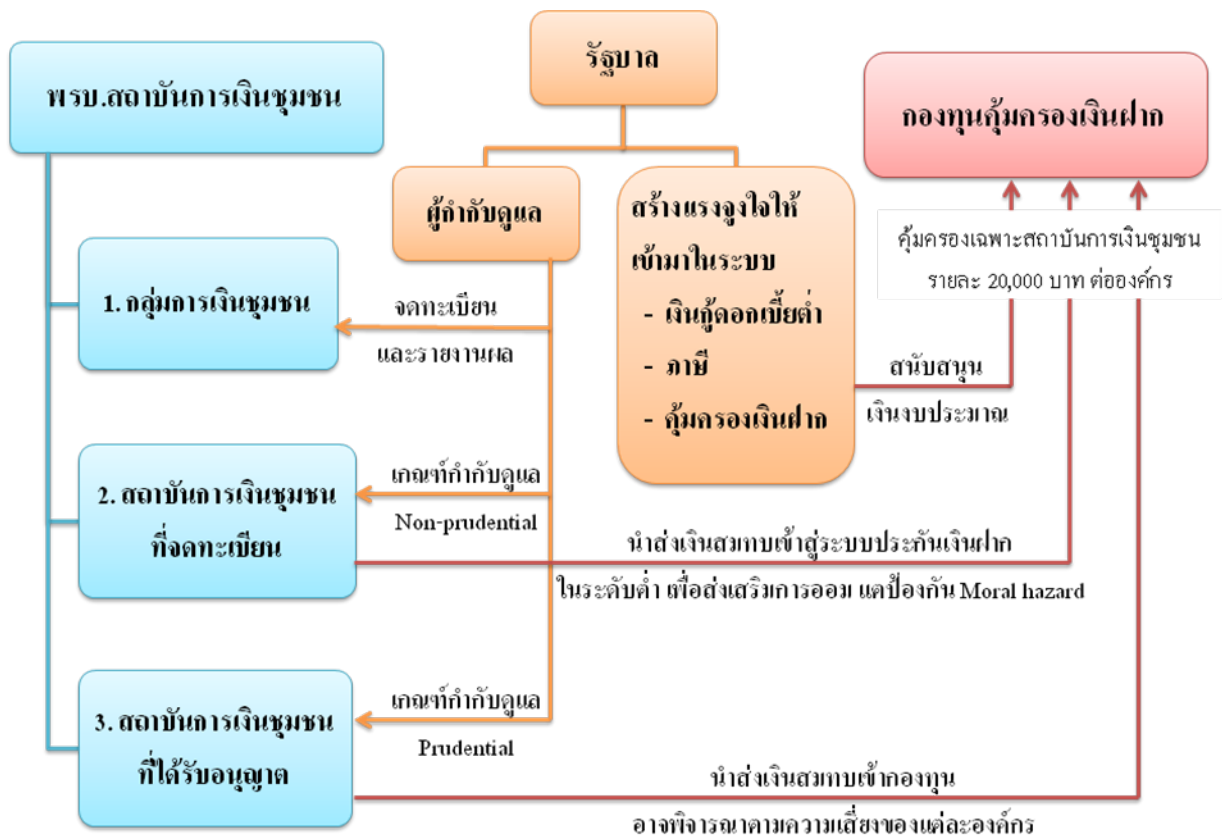 รัฐบาล
พรบ.สถาบันการเงินชุมชน
กองทุนคุ้มครองเงินฝาก
ผู้กำกับดูแล
สร้างแรงจูงใจให้
เข้ามาในระบบ
- เงินกู้ดอกเบี้ยต่ำ
- ภาษี
- คุ้มครองเงินฝาก
คุ้มครองเฉพาะสถาบันการเงินชุมชน
รายละ 20,000 บาท ต่อองค์กร
1. กลุ่มการเงินชุมชน
จดทะเบียน
และรายงานผล
สนับสนุน
เงินงบประมาณ
2. สถาบันการเงินชุมชน
ที่จดทะเบียน
เกณฑ์กำกับดูแล
Non-prudential
นำส่งเงินสมทบเข้าสู่ระบบประกันเงินฝาก
ในระดับต่ำ เพื่อส่งเสริมการออม แต่ป้องกัน Moral hazard
3. สถาบันการเงินชุมชน
ที่ได้รับอนุญาต
เกณฑ์กำกับดูแล
Prudential
นำส่งเงินสมทบเข้ากองทุน
อาจพิจารณาตามความเสี่ยงของแต่ละองค์กร